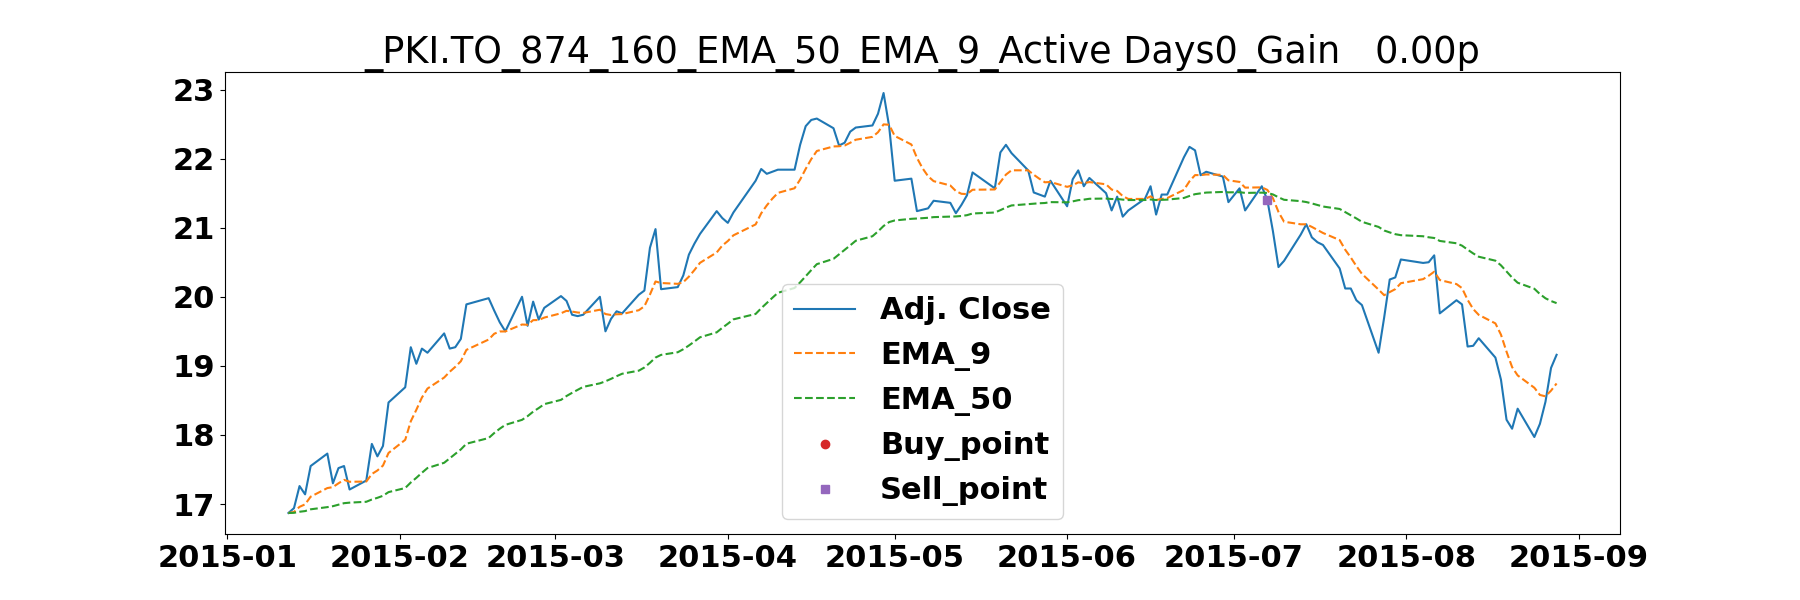 _PKI.TO_874_160_EMA_50_EMA_9_Active Days0_Gain   0.00p
23
22
21
20
19
18
17
Adj. Close
EMA_9
EMA_50
Buy_point
Sell_point
2015-01 2015-02 2015-03 2015-04 2015-05 2015-06 2015-07 2015-08 2015-09